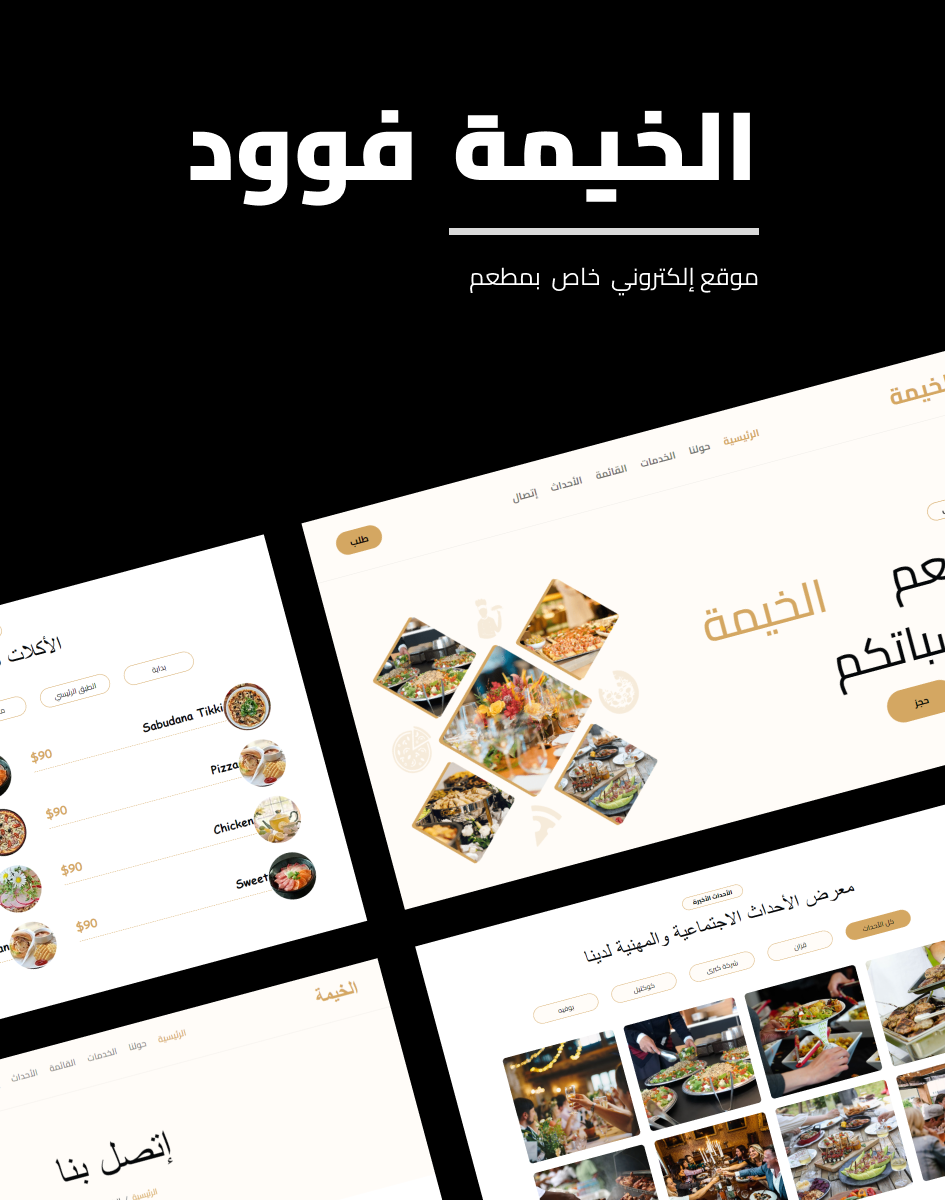 الخيمة فوود
موقع إلكتروني خاص بمطعم
الرئيسية حولنا الخدمات القائمة الأحداث إتصال
طلب
الخيمة
حجز
الأكلات
بداية
الطبق الرئيسي
Sabudana Tikki
$90
Pizza
$90
Chicken
$90
Sweet
$90
الأحداث الأخيرة
معرض الأحداث الاجتماعية والمهنية لدينا
كل الأحداث
قران
شركة كبرى
كوكتيل
بوفيه
الخيمة
الرئيسية حولنا الخدمات القائمة الأحداث
إتصل بنا
الرئيسية /